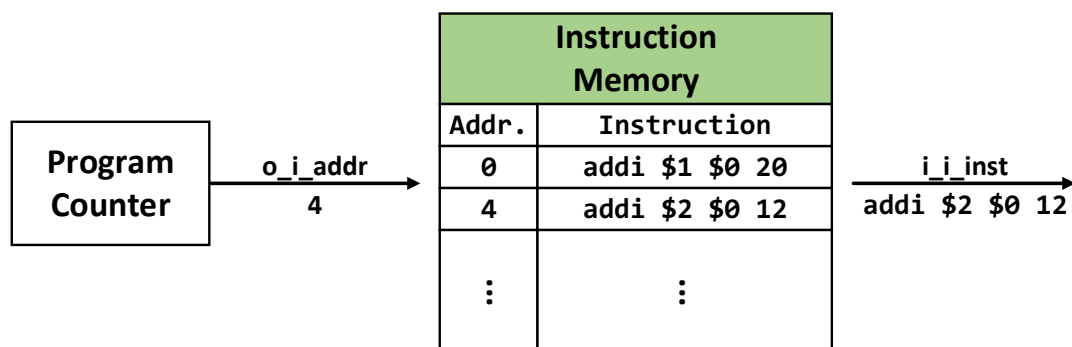 Instruction
Memory
Addr. Instruction
Program
Counter
o_i_addr
4
0 addi $1 $0 20
4 addi $2 $0 12
⋮ ⋮
i_i_inst
addi $2 $0 12